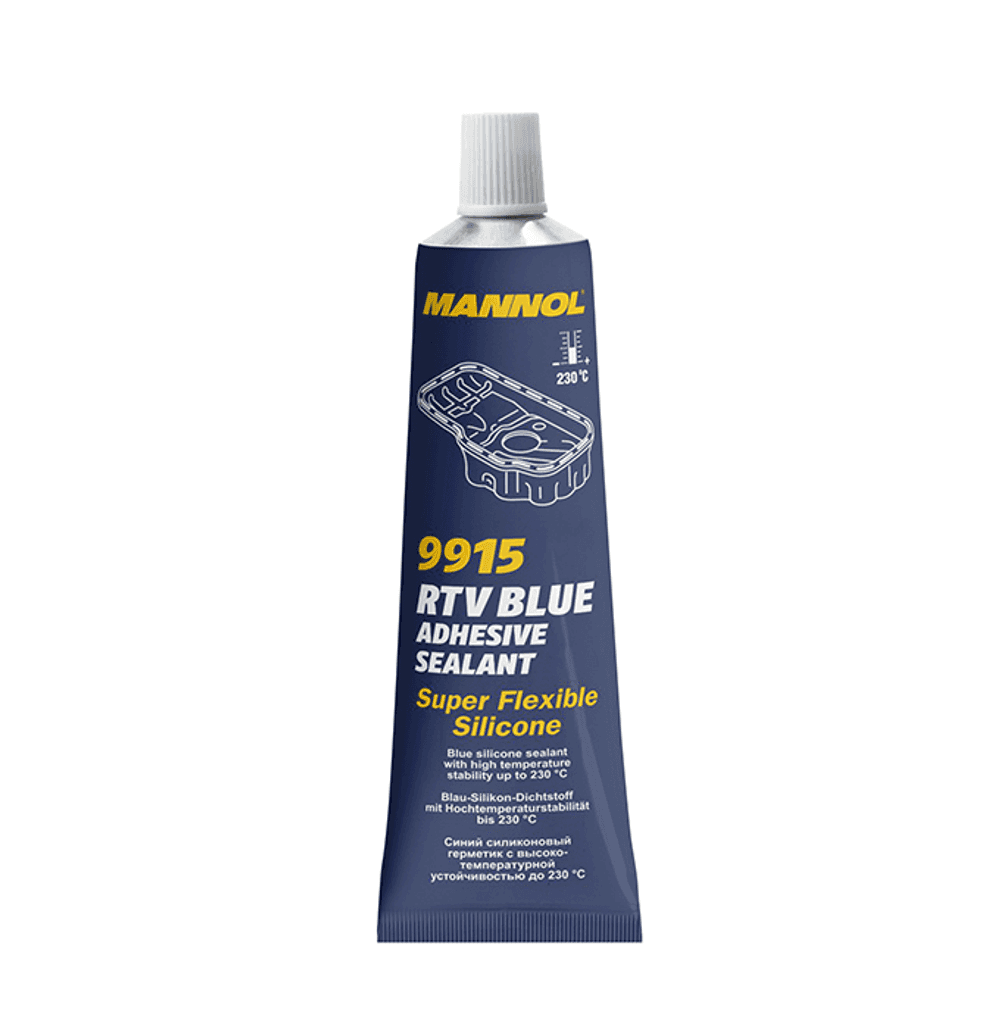 MANNOL®
- +
230 °C
9915
RTV BLUE
ADHESIVE
SEALANT
Super Flexible
Silicone
Blue silicone sealant
with high temperature
stability up to 230 °C
Blau-Silikon-Dichtstoff
mit Hochtemperaturstabilität
bis 230 °C
Синий силиконовый
герметик с высоко-
температурной
устойчивостью до 230 °C